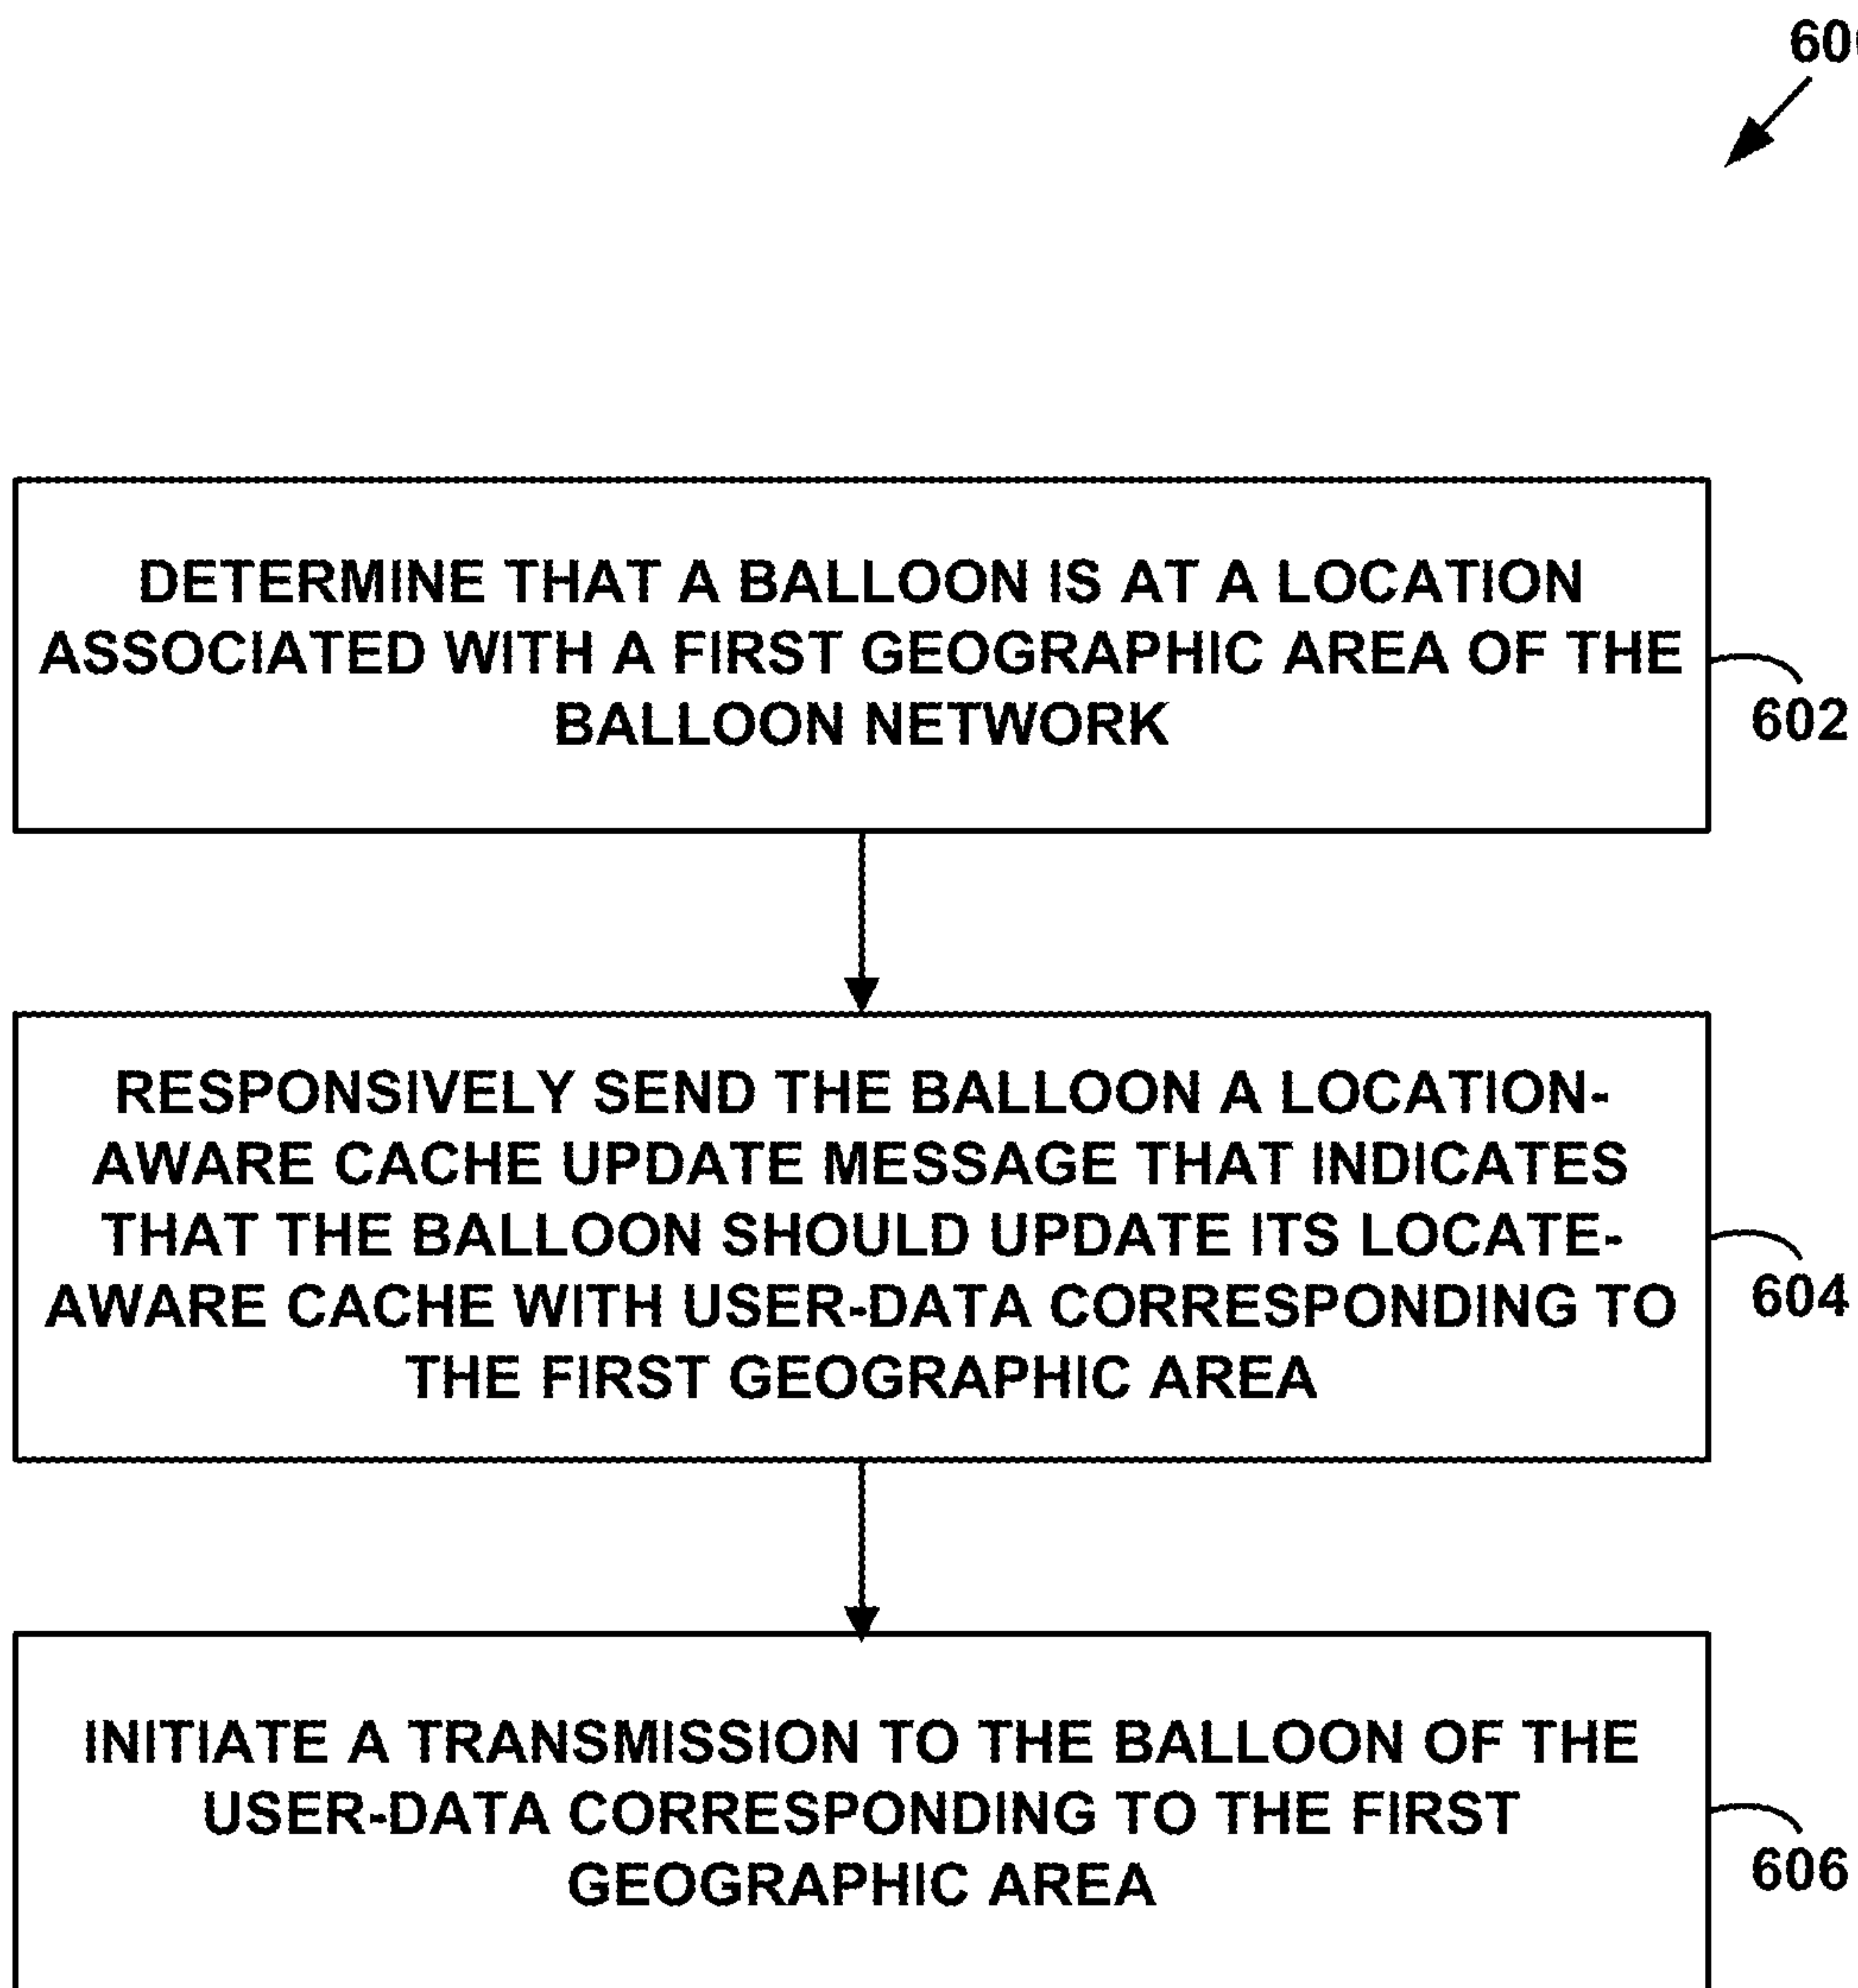 600
DETERMINE THAT A BALLOON IS AT A LOCATION
ASSOCIATED WITH A FIRST GEOGRAPHIC AREA OF THE
BALLOON NETWORK
602
RESPONSIVELY SEND THE BALLOON A LOCATION-
AWARE CACHE UPDATE MESSAGE THAT INDICATES
THAT THE BALLOON SHOULD UPDATE ITS LOCATE-
AWARE CACHE WITH USER-DATA CORRESPONDING TO
THE FIRST GEOGRAPHIC AREA
604
INITIATE A TRANSMISSION TO THE BALLOON OF THE
USER-DATA CORRESPONDING TO THE FIRST
GEOGRAPHIC AREA
606